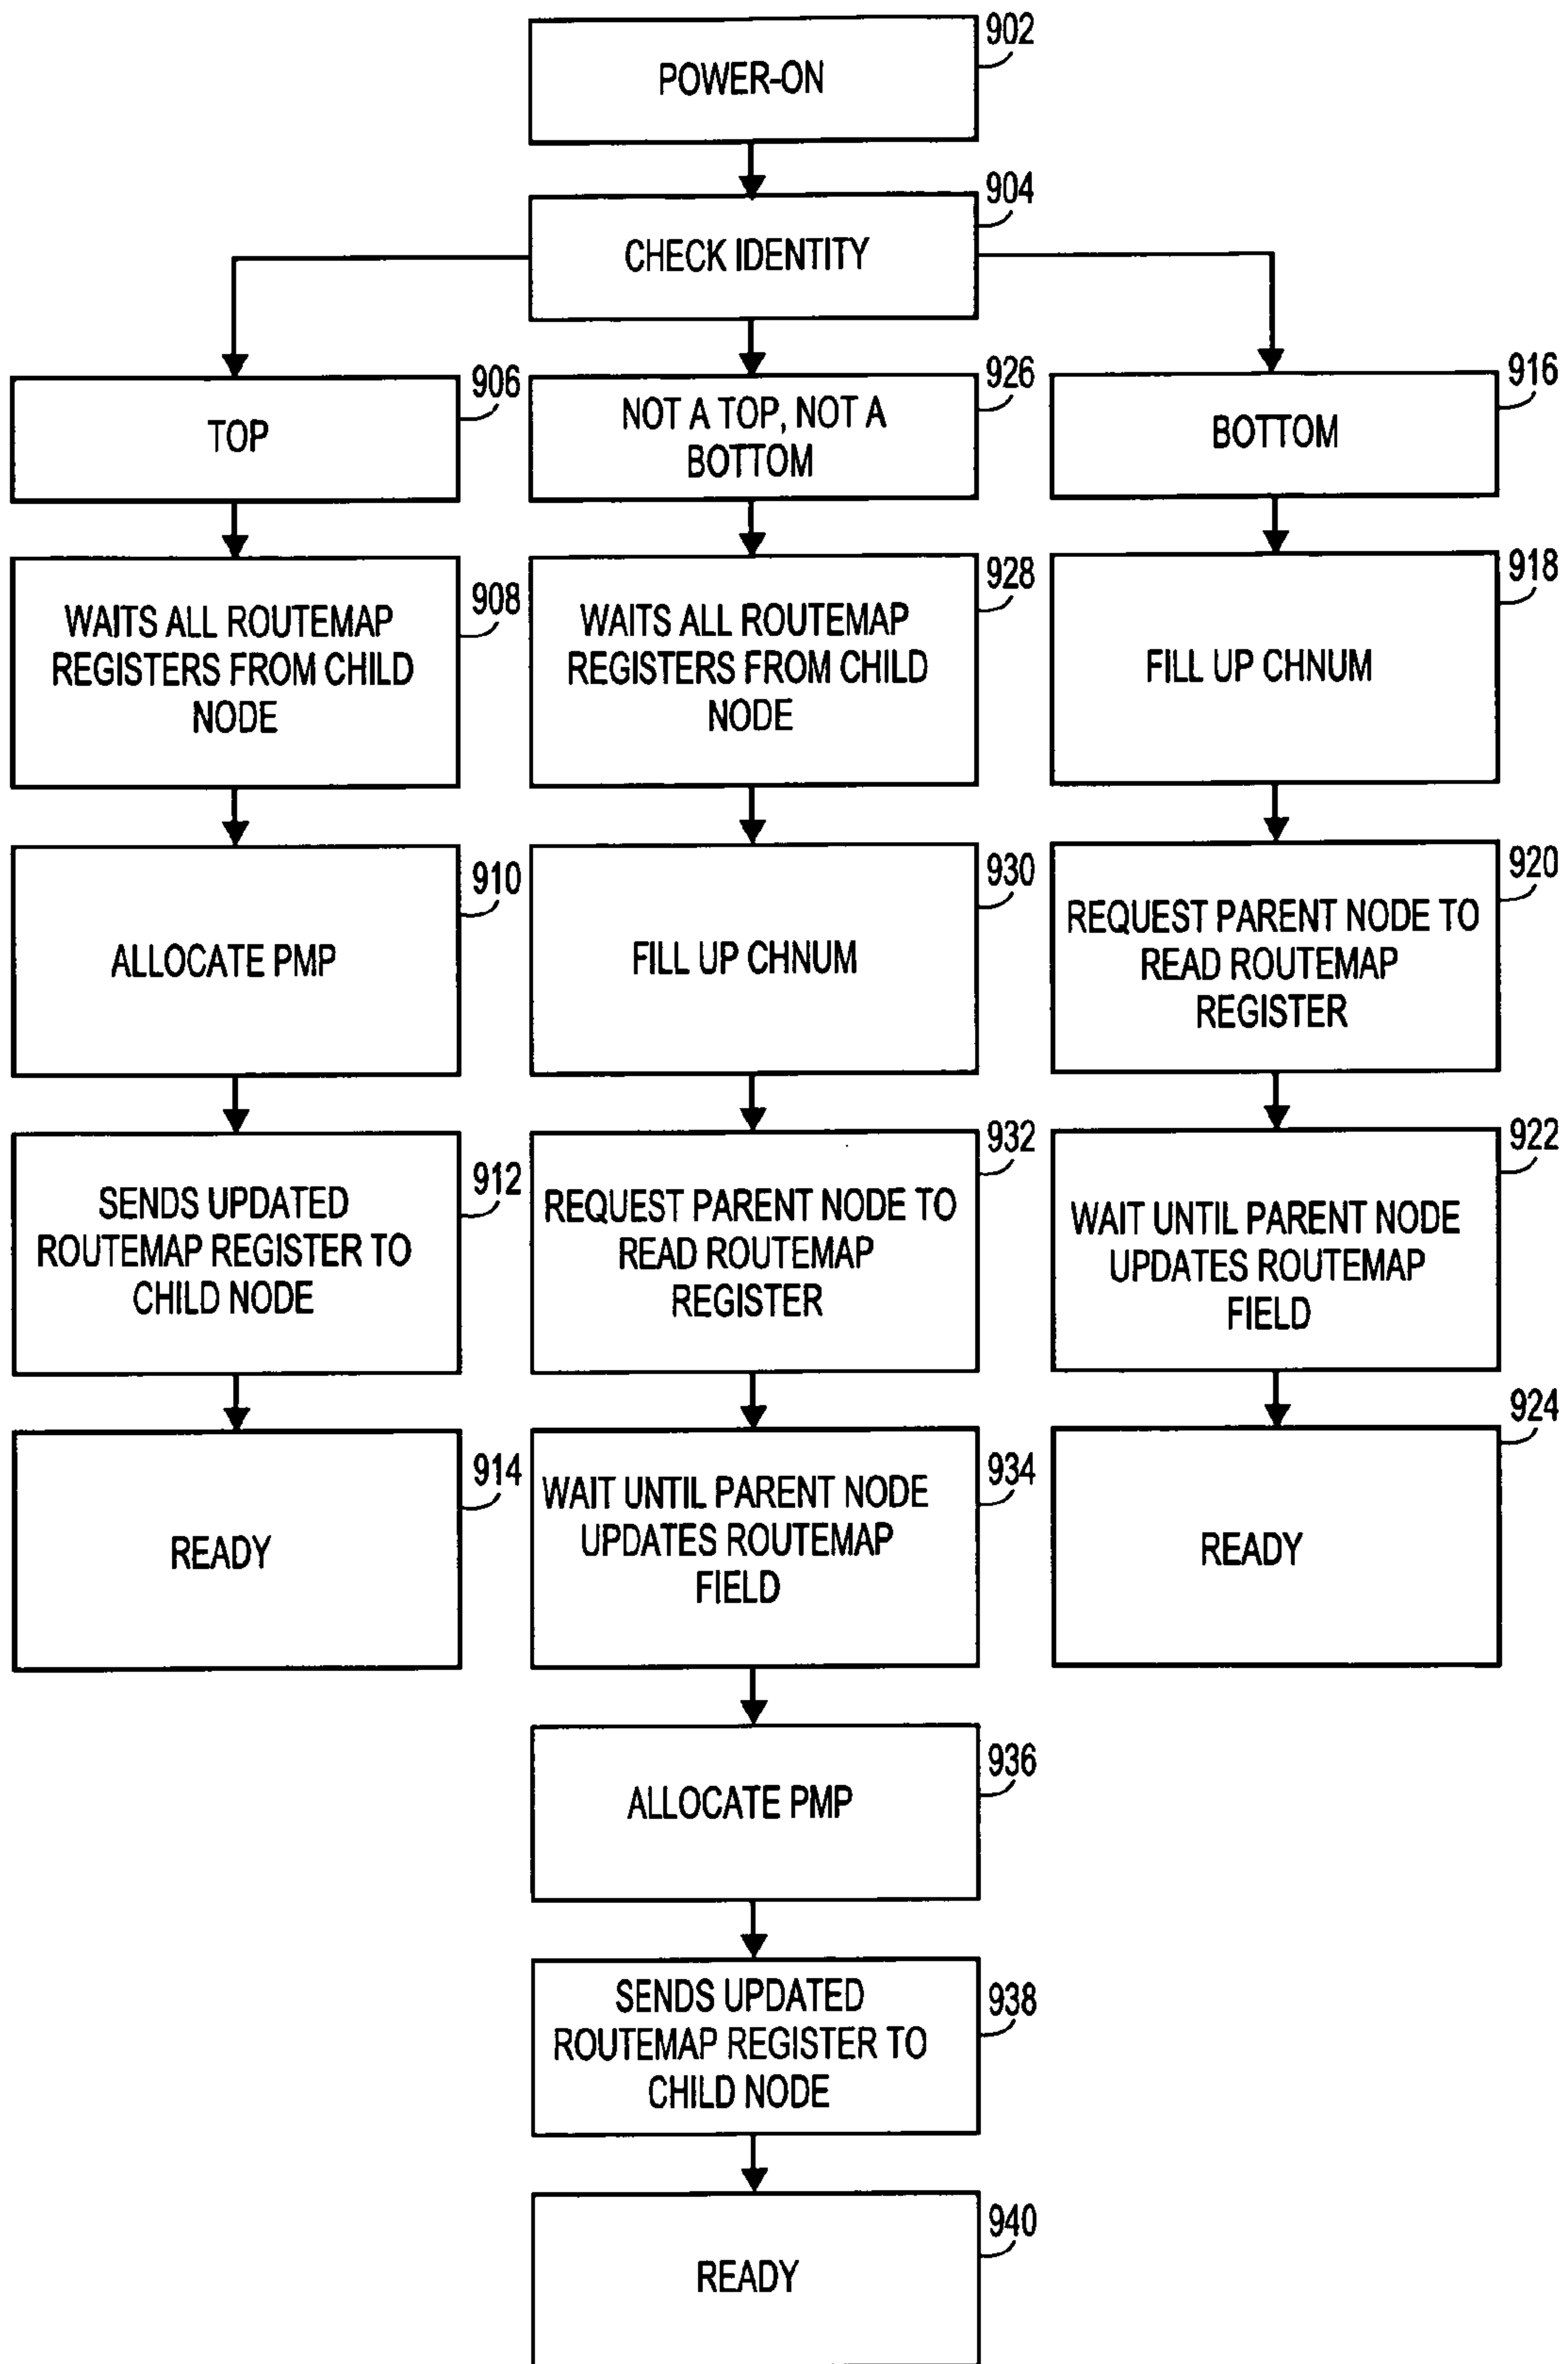 902
POWER-ON
904
CHECK IDENTITY
906
TOP
908
WAITS ALL ROUTEMAP
REGISTERS FROM CHILD
NODE
910
ALLOCATE PMP
912
SENDS UPDATED
ROUTEMAP REGISTER TO
CHILD NODE
914
READY
926
NOT A TOP, NOT A
BOTTOM
928
WAITS ALL ROUTEMAP
REGISTERS FROM CHILD
NODE
930
FILL UP CHNUM
932
REQUEST PARENT NODE TO
READ ROUTEMAP
REGISTER
934
WAIT UNTIL PARENT NODE
UPDATES ROUTEMAP
FIELD
936
ALLOCATE PMP
938
SENDS UPDATED
ROUTEMAP REGISTER TO
CHILD NODE
940
READY
916
BOTTOM
918
FILL UP CHNUM
920
REQUEST PARENT NODE TO
READ ROUTEMAP
REGISTER
922
WAIT UNTIL PARENT NODE
UPDATES ROUTEMAP
FIELD
924
READY